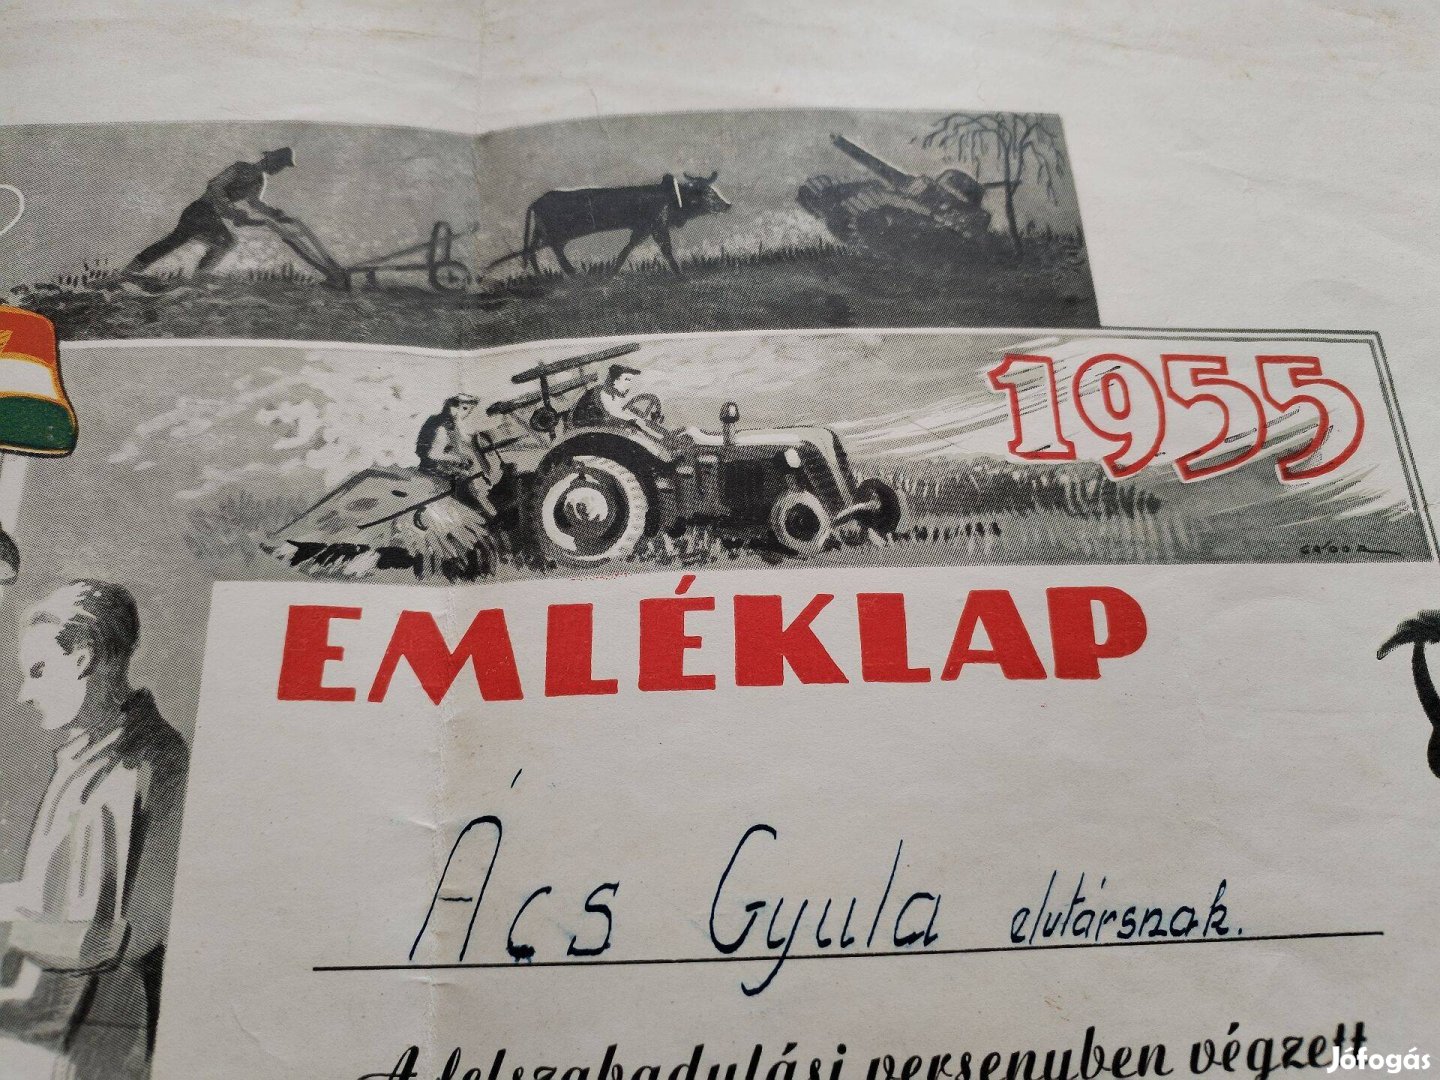 1955
EMLÉKLAP
Ács Gyula elvtársnak.
A felszabadulási versenyben végzett
Jófogás